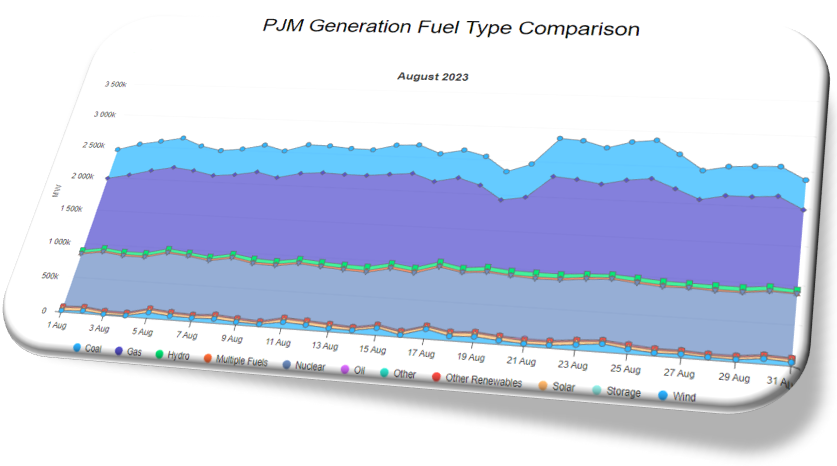 PJM Generation Fuel Type Comparison
August 2023
3 500k
3 000k
2 500k
2 000k
1 500k
1 000k
500k
0
MW
1 Aug 3 Aug 5 Aug 7 Aug 9 Aug 11 Aug 13 Aug 15 Aug 17 Aug 19 Aug 21 Aug 23 Aug 25 Aug 27 Aug 29 Aug 31
Coal Gas Hydro Multiple Fuels Nuclear Oil Other Other Renewables Solar Storage Wind